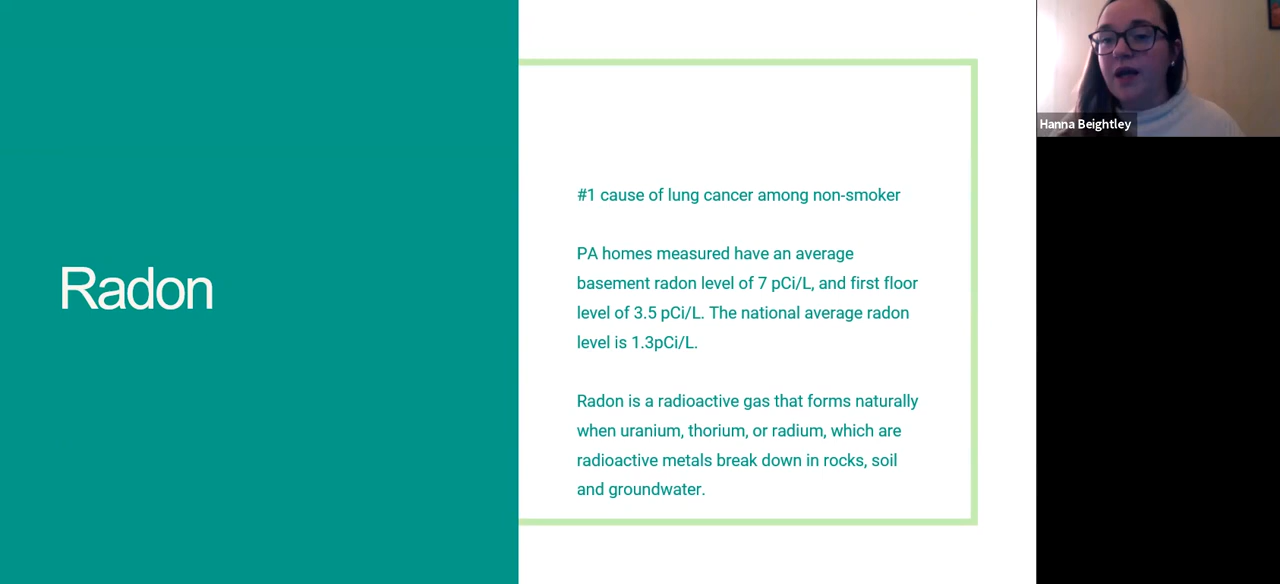 Radon
#1 cause of lung cancer among non-smoker
PA homes measured have an average
basement radon level of 7 pCi/L, and first floor
level of 3.5 pCi/L. The national average radon
level is 1.3pCi/L.
Radon is a radioactive gas that forms naturally
when uranium, thorium, or radium, which are
radioactive metals break down in rocks, soil
and groundwater.
Hanna Beightley